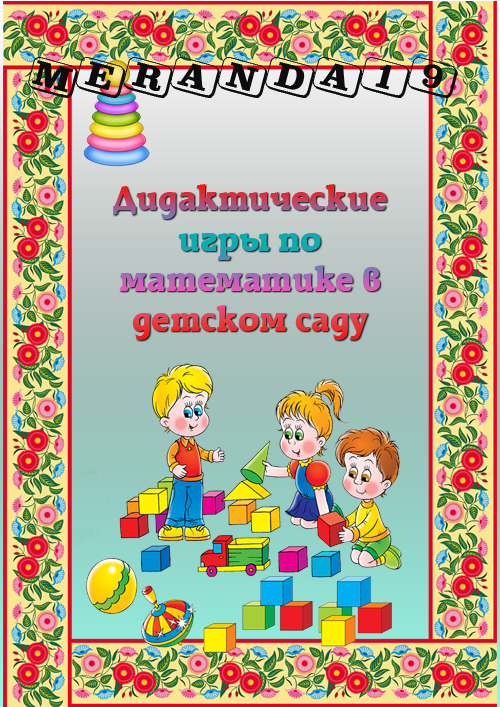 MERANDA19
Дидактические
игры по
математике в
детском саду